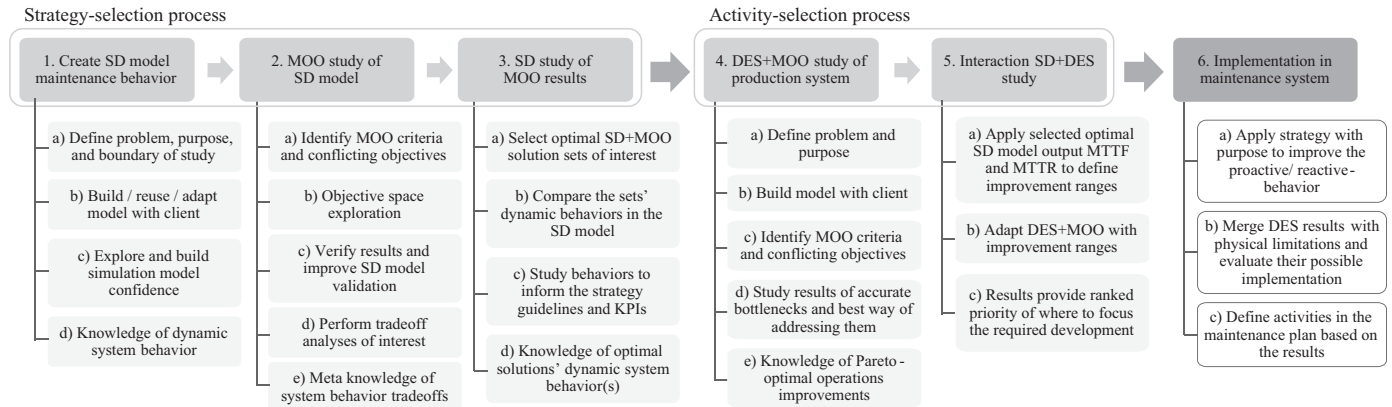 Strategy-selection process
1. Create SD model
maintenance behavior
a) Define problem, purpose,
and boundary of study
b) Build / reuse / adapt
model with client
c) Explore and build
simulation model
confidence
d) Knowledge of dynamic
system behavior
2. MOO study of
SD model
a) Identify MOO criteria
and conflicting objectives
b) Objective space
exploration
c) Verify results and
improve SD model
validation
d) Perform tradeoff
analyses of interest
e) Meta knowledge of
system behavior tradeoffs
3. SD study of
MOO results
a) Select optimal SD+MOO
solution sets of interest
b) Compare the sets’
dynamic behaviors in the
SD model
c) Study behaviors to
inform the strategy
guidelines and KPIs
d) Knowledge of optimal
solutions’ dynamic system
behavior(s)
Activity-selection process
4. DES+MOO study of
production system
a) Define problem and
purpose
b) Build model with client
c) Identify MOO criteria
and conflicting objectives
d) Study results of accurate
bottlenecks and best way of
addressing them
e) Knowledge of Pareto-
optimal operations
improvements
5. Interaction SD+DES
study
a) Apply selected optimal
SD model output MTTF
and MTTR to define
improvement ranges
b) Adapt DES+MOO with
improvement ranges
c) Results provide ranked
priority of where to focus
the required development
6. Implementation in
maintenance system
a) Apply strategy with
purpose to improve the
proactive/ reactive-
behavior
b) Merge DES results with
physical limitations and
evaluate their possible
implementation
c) Define activities in the
maintenance plan based on
the results